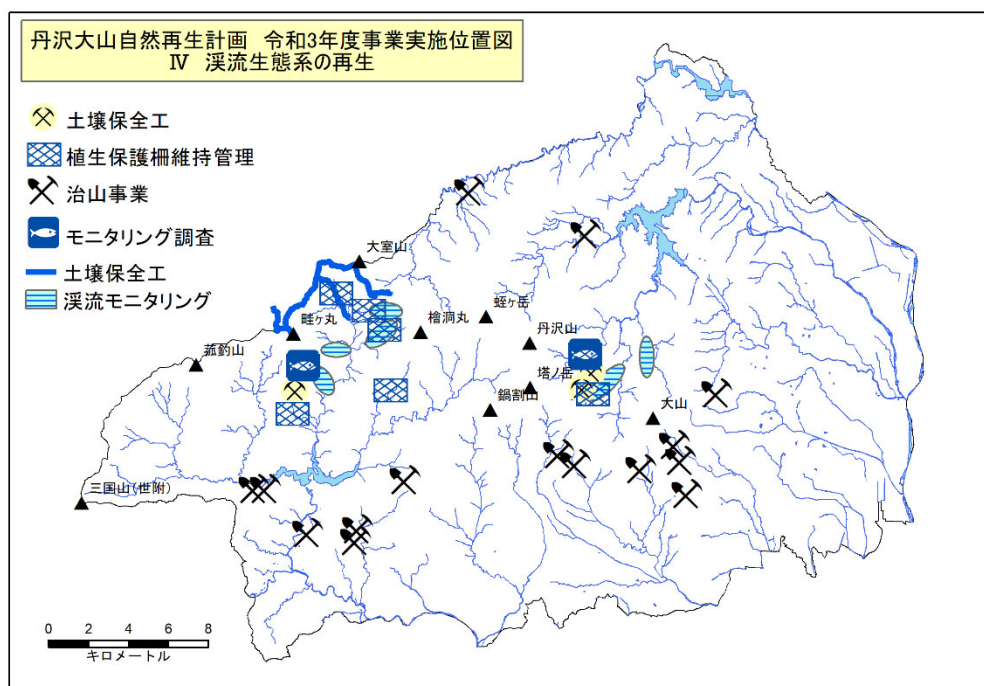 丹沢大山自然再生計画 令和3年度事業実施位置図
Ⅳ 渓流生態系の再生
土壌保全工
植生保護柵維持管理
治山事業
モニタリング調査
土壌保全工
渓流モニタリング
大室山
畦ヶ丸
菰釣山
檜洞丸
蛭ヶ岳
丹沢山
塔ノ岳
鍋割山
大山
三国山(世附)
0 2 4 6 8
キロメートル